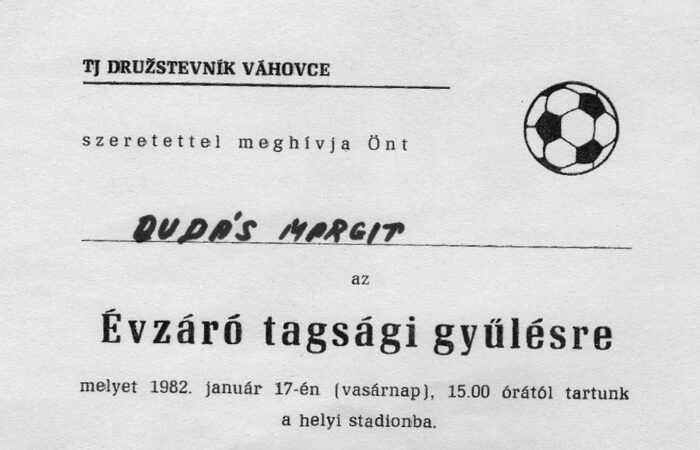 TJ DRUŽSTEVNÍK VÁHOVCE
szeretettel meghívja Önt
DUDÁS MARGIT
az
Évzáró tagsági gyűlésre
melyet 1982. január 17-én (vasárnap), 15.00 órától tartunk
a helyi stadionba.